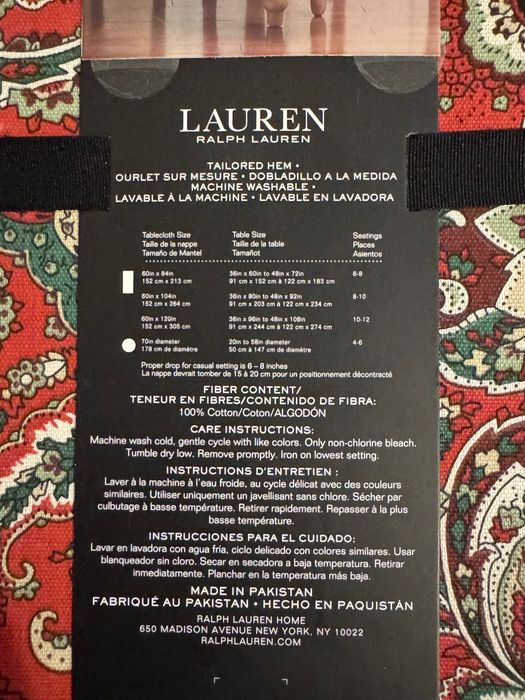 LAUREN
RALPH LAUREN
TAILORED HEM •
OURLET SUR MESURE • DOBLADILLO A LA MEDIDA
MACHINE WASHABLE •
LAVABLE À LA MACHINE • LAVABLE EN LAVADORA
Tablecloth Size Table Size Seatings
Taille de la nappe Taille de la table Places
Tamaño de Mantel Tamañot Asientos
60in x 84in 36in x 60in to 48in x 72in 6-8
152 cm x 213 cm 91 cm x 152 cm à 122 cm x 183 cm
60in x 104in 36in x 80in to 48in x 92in 8-10
152 cm x 264 cm 91 cm x 203 cm à 122 cm x 234 cm
60in x 120in 36in x 96in to 48in x 108in 10-12
152 cm x 305 cm 91 cm x 244 cm à 122 cm x 274 cm
70in diameter 20in to 58in diameter 4-6
178 cm de diamètre 50 cm à 147 cm de diamètre
Proper drop for casual setting is 6 – 8 inches
La nappe devrait tomber de 15 à 20 cm pour un positionnement décontracté
FIBER CONTENT/
TENEUR EN FIBRES/CONTENIDO DE FIBRA:
100% Cotton/Coton/ALGODÓN
CARE INSTRUCTIONS:
Machine wash cold, gentle cycle with like colors. Only non-chlorine bleach.
Tumble dry low. Remove promptly. Iron on lowest setting.
INSTRUCTIONS D'ENTRETIEN :
Laver à la machine à l'eau froide, au cycle délicat avec des couleurs
similaires. Utiliser uniquement un javellisant sans chlore. Sécher par
culbutage à basse température. Retirer rapidement. Repasser à la plus
basse température.
INSTRUCCIONES PARA EL CUIDADO:
Lavar en lavadora con agua fría, ciclo delicado con colores similares. Usar
blanqueador sin cloro. Secar en secadora a baja temperatura. Retirar
inmediatamente. Planchar en la temperatura más baja.
MADE IN PAKISTAN
FABRIQUÉ AU PAKISTAN • HECHO EN PAQUISTÁN
RALPH LAUREN HOME
650 MADISON AVENUE NEW YORK, NY 10022
RALPHLAUREN.COM